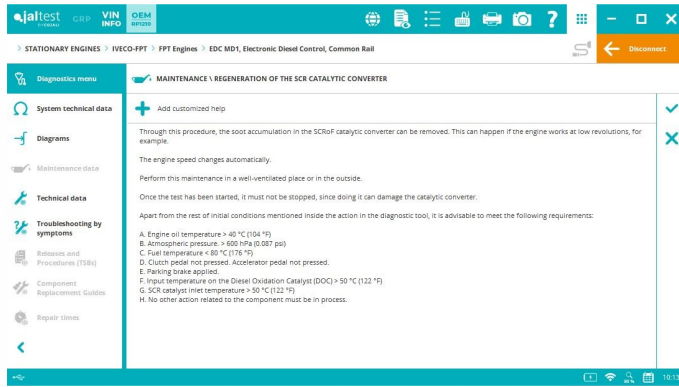 jaltest
GRP
VIN
INFO
OEM
RP1210
?
> STATIONARY ENGINES > IVECO-FPT > FPT Engines > EDC MD1, Electronic Diesel Control, Common Rail
Disconnect
Diagnostics menu
MAINTENANCE \ REGENERATION OF THE SCR CATALYTIC CONVERTER
System technical data
Add customized help
Diagrams
Maintenance data
Technical data
Troubleshooting by
symptoms
Releases and
Procedures (TSBs)
Component
Replacement Guides
Repair times
Through this procedure, the soot accumulation in the SCRoF catalytic converter can be removed. This can happen if the engine works at low revolutions, for
example.
The engine speed changes automatically.
Perform this maintenance in a well-ventilated place or in the outside.
Once the test has been started, it must not be stopped, since doing it can damage the catalytic converter.
Apart from the rest of initial conditions mentioned inside the action in the diagnostic tool, it is advisable to meet the following requirements:
A. Engine oil temperature > 40 °C (104 °F)
B. Atmospheric pressure. > 600 hPa (0.087 psi)
C. Fuel temperature < 80 °C (176 °F)
D. Clutch pedal not pressed. Accelerator pedal not pressed.
E. Parking brake applied.
F. Input temperature on the Diesel Oxidation Catalyst (DOC) > 50 °C (122 °F)
G. SCR catalyst inlet temperature > 50 °C (122 °F)
H. No other action related to the component must be in process.
10:13